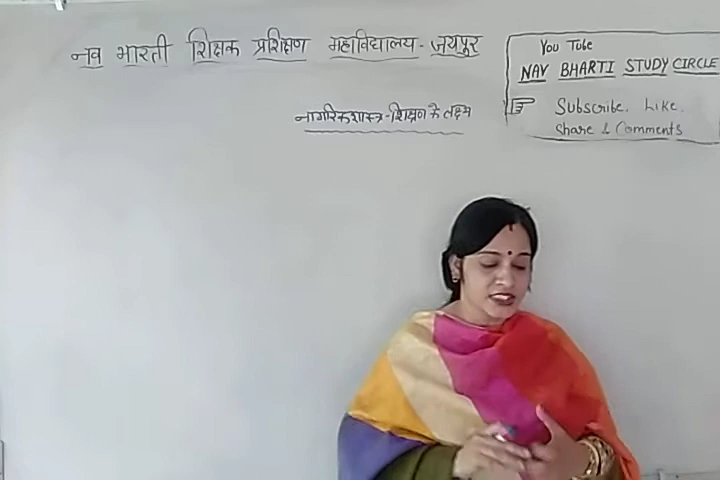 नव भारती शिक्षक प्रशिक्षण महाविद्यालय - जयपुर
You Tube
NAV BHARTI STUDY CIRCLE
Subscribe. Like.
Share & Comments
नागरिकशास्त्र - शिक्षण के लक्ष्य